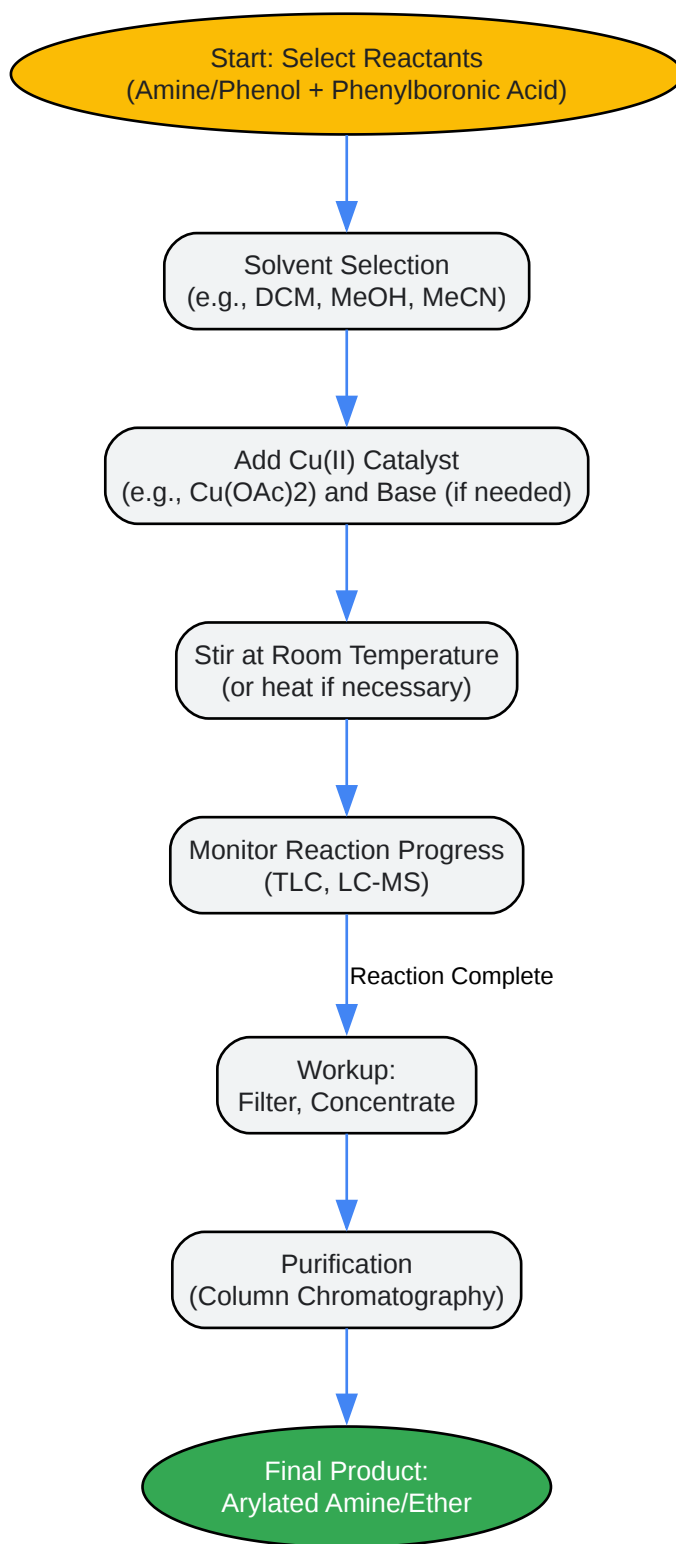 Start: Select Reactants
(Amine/Phenol + Phenylboronic Acid)
Solvent Selection
(e.g., DCM, MeOH, MeCN)
Add Cu(II) Catalyst
(e.g., Cu(OAc)2) and Base (if needed)
Stir at Room Temperature
(or heat if necessary)
Monitor Reaction Progress
(TLC, LC-MS)
Reaction Complete
Workup:
Filter, Concentrate
Purification
(Column Chromatography)
Final Product:
Arylated Amine/Ether